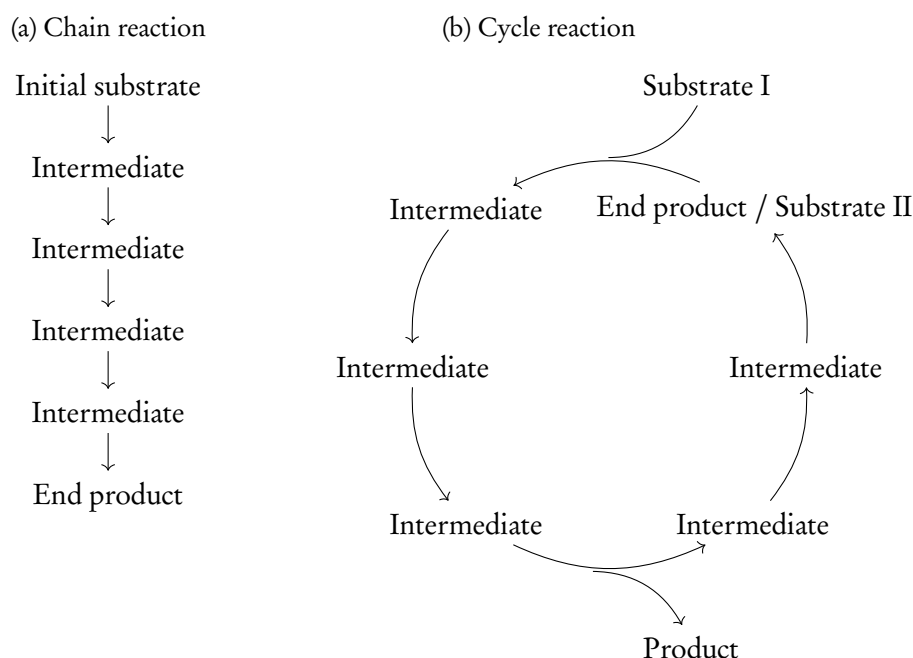 (a) Chain reaction
Initial substrate
Intermediate
Intermediate
Intermediate
Intermediate
End product
(b) Cycle reaction
Substrate I
Intermediate
End product / Substrate II
Intermediate
Intermediate
Intermediate
Intermediate
Product